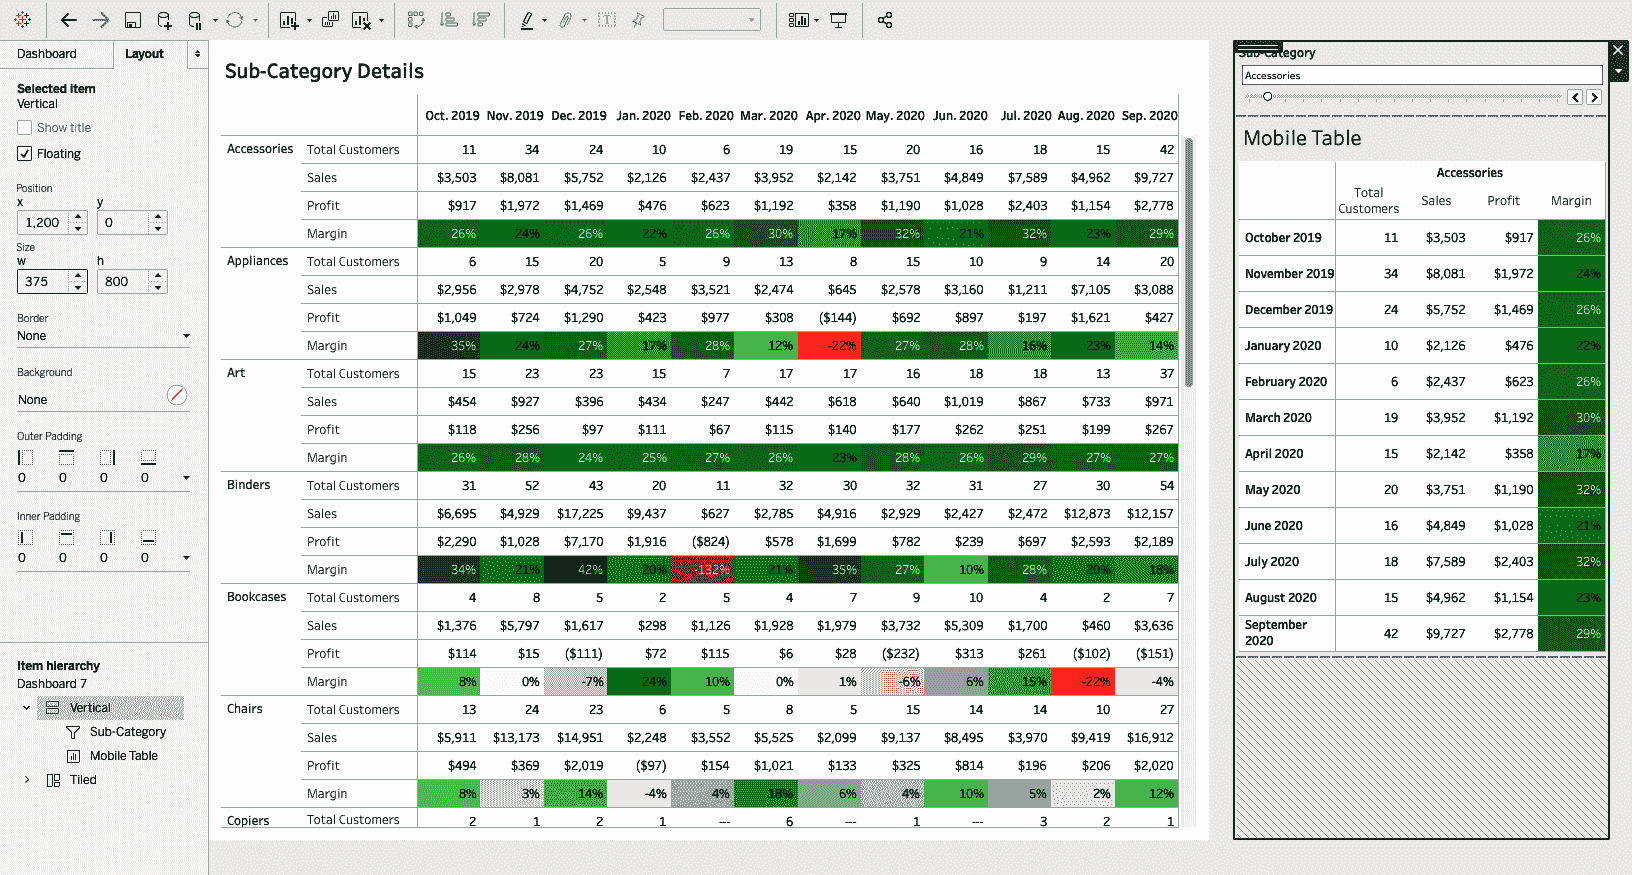 Dashboard Layout
Selected item
Vertical
Show title
Floating
Position
x y
1,200 0
Size
w h
375 800
Border
None
Background
None
Outer Padding
0 0 0 0
Inner Padding
0 0 0 0
Item hierarchy
Dashboard 7
Vertical
Sub-Category
Mobile Table
Tiled
Sub-Category Details
Oct. 2019 Nov. 2019 Dec. 2019 Jan. 2020 Feb. 2020 Mar. 2020 Apr. 2020 May. 2020 Jun. 2020 Jul. 2020 Aug. 2020 Sep. 2020
Accessories Total Customers 11 34 24 10 6 19 15 20 16 18 15 42
Sales $3,503 $8,081 $5,752 $2,126 $2,437 $3,952 $2,142 $3,751 $4,849 $7,589 $4,962 $9,727
Profit $917 $1,972 $1,469 $476 $623 $1,192 $358 $1,190 $1,028 $2,403 $1,154 $2,778
Margin 26% 24% 26% 22% 26% 30% 17% 32% 21% 32% 23% 29%
Appliances Total Customers 6 15 20 5 9 13 8 15 10 9 14 20
Sales $2,956 $2,978 $4,752 $2,548 $3,521 $2,474 $645 $2,578 $3,160 $1,211 $7,105 $3,088
Profit $1,049 $724 $1,290 $423 $977 $308 ($144) $692 $897 $197 $1,621 $427
Margin 35% 24% 27% 17% 28% 12% -22% 27% 28% 16% 23% 14%
Art Total Customers 15 23 23 15 7 17 17 16 18 18 13 37
Sales $454 $927 $396 $434 $247 $442 $618 $640 $1,019 $867 $733 $971
Profit $118 $256 $97 $111 $67 $115 $140 $177 $262 $251 $199 $267
Margin 26% 28% 24% 25% 27% 26% 23% 28% 26% 29% 27% 27%
Binders Total Customers 31 52 43 20 11 32 30 32 31 27 30 54
Sales $6,695 $4,929 $17,225 $9,437 $627 $2,785 $4,916 $2,929 $2,427 $2,472 $12,873 $12,157
Profit $2,290 $1,028 $7,170 $1,916 ($824) $578 $1,699 $782 $239 $697 $2,593 $2,189
Margin 34% 21% 42% 20% -132% 21% 35% 27% 10% 28% 20% 18%
Bookcases Total Customers 4 8 5 2 5 4 7 9 10 4 2 7
Sales $1,376 $5,797 $1,617 $298 $1,126 $1,928 $1,979 $3,732 $5,309 $1,700 $460 $3,636
Profit $114 $15 ($111) $72 $115 $6 $28 ($232) $313 $261 ($102) ($151)
Margin 8% 0% -7% 24% 10% 0% 1% -6% 6% 15% -22% -4%
Chairs Total Customers 13 24 23 6 5 8 5 15 14 14 10 27
Sales $5,911 $13,173 $14,951 $2,248 $3,552 $5,525 $2,099 $9,137 $8,495 $3,970 $9,419 $16,912
Profit $494 $369 $2,019 ($97) $154 $1,021 $133 $325 $814 $196 $206 $2,020
Margin 8% 3% 14% -4% 4% 18% 6% 4% 10% 5% 2% 12%
Copiers Total Customers 2 1 2 1 --- 6 --- 1 --- 3 2 1
Sub-Category
Accessories
Mobile Table
Accessories
Total Customers Sales Profit Margin
October 2019 11 $3,503 $917 26%
November 2019 34 $8,081 $1,972 24%
December 2019 24 $5,752 $1,469 26%
January 2020 10 $2,126 $476 22%
February 2020 6 $2,437 $623 26%
March 2020 19 $3,952 $1,192 30%
April 2020 15 $2,142 $358 17%
May 2020 20 $3,751 $1,190 32%
June 2020 16 $4,849 $1,028 21%
July 2020 18 $7,589 $2,403 32%
August 2020 15 $4,962 $1,154 23%
September 2020 42 $9,727 $2,778 29%